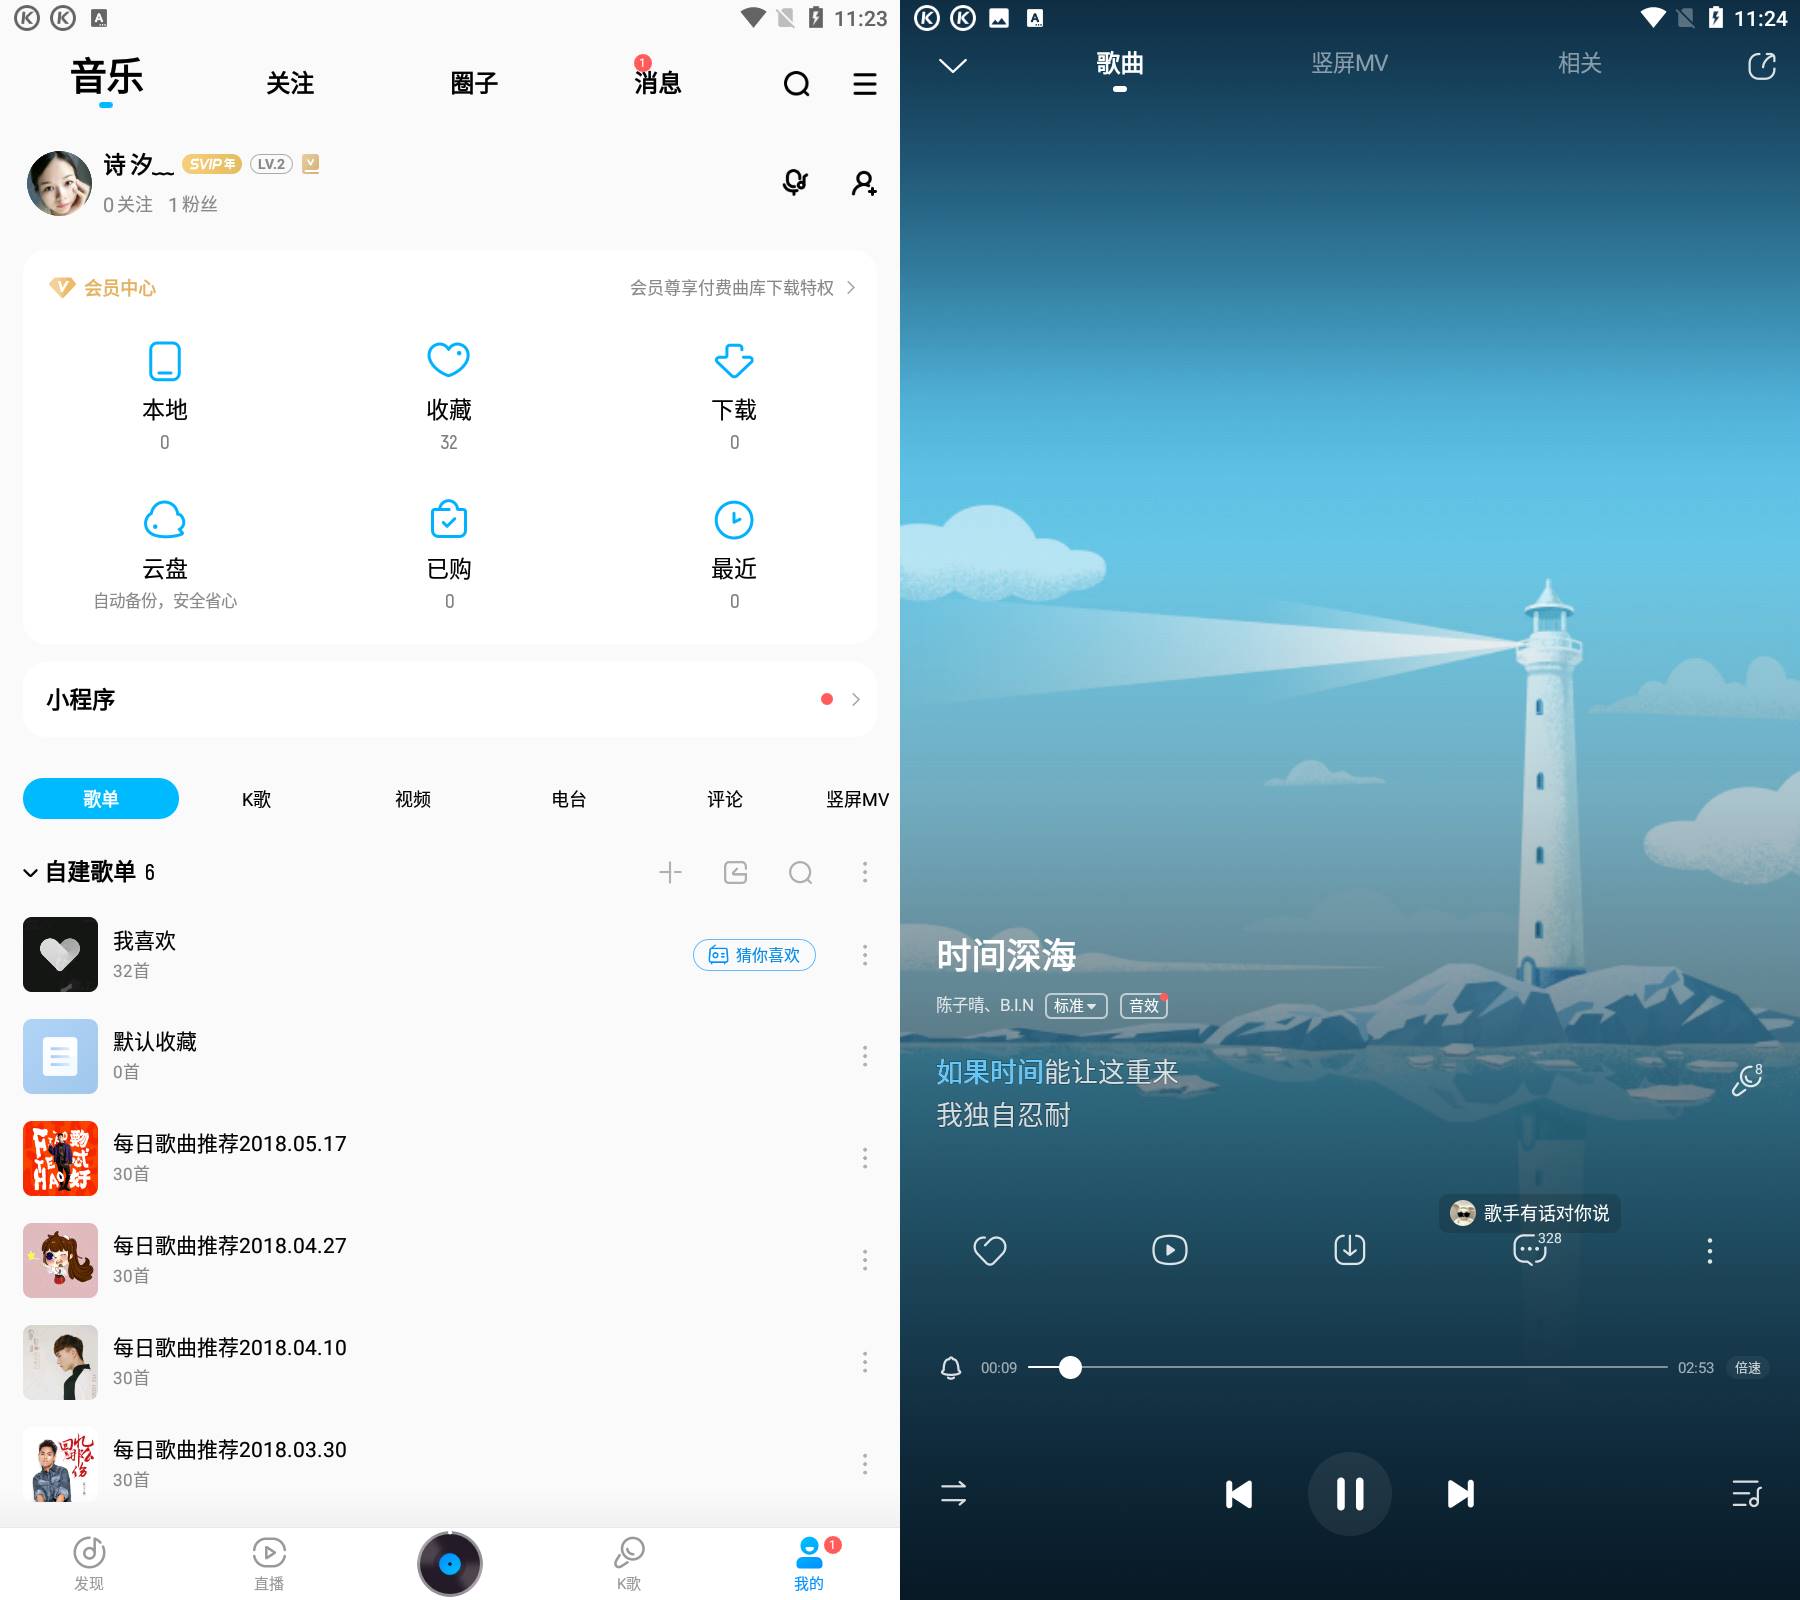 11:23
音乐
关注
圈子
消息
1
诗 汐﹏
SVIP年
LV.2
V
0关注 1粉丝
会员中心
会员尊享付费曲库下载特权
本地
0
收藏
32
下载
0
云盘
自动备份，安全省心
已购
0
最近
0
小程序
歌单
K歌
视频
电台
评论
竖屏MV
自建歌单 6
我喜欢
32首
猜你喜欢
默认收藏
0首
每日歌曲推荐2018.05.17
30首
每日歌曲推荐2018.04.27
30首
每日歌曲推荐2018.04.10
30首
每日歌曲推荐2018.03.30
30首
发现
直播
K歌
我的
1
11:24
歌曲
竖屏MV
相关
时间深海
陈子晴、B.I.N 标准 音效
如果时间能让这重来
我独自忍耐
8
歌手有话对你说
328
00:09
02:53
倍速